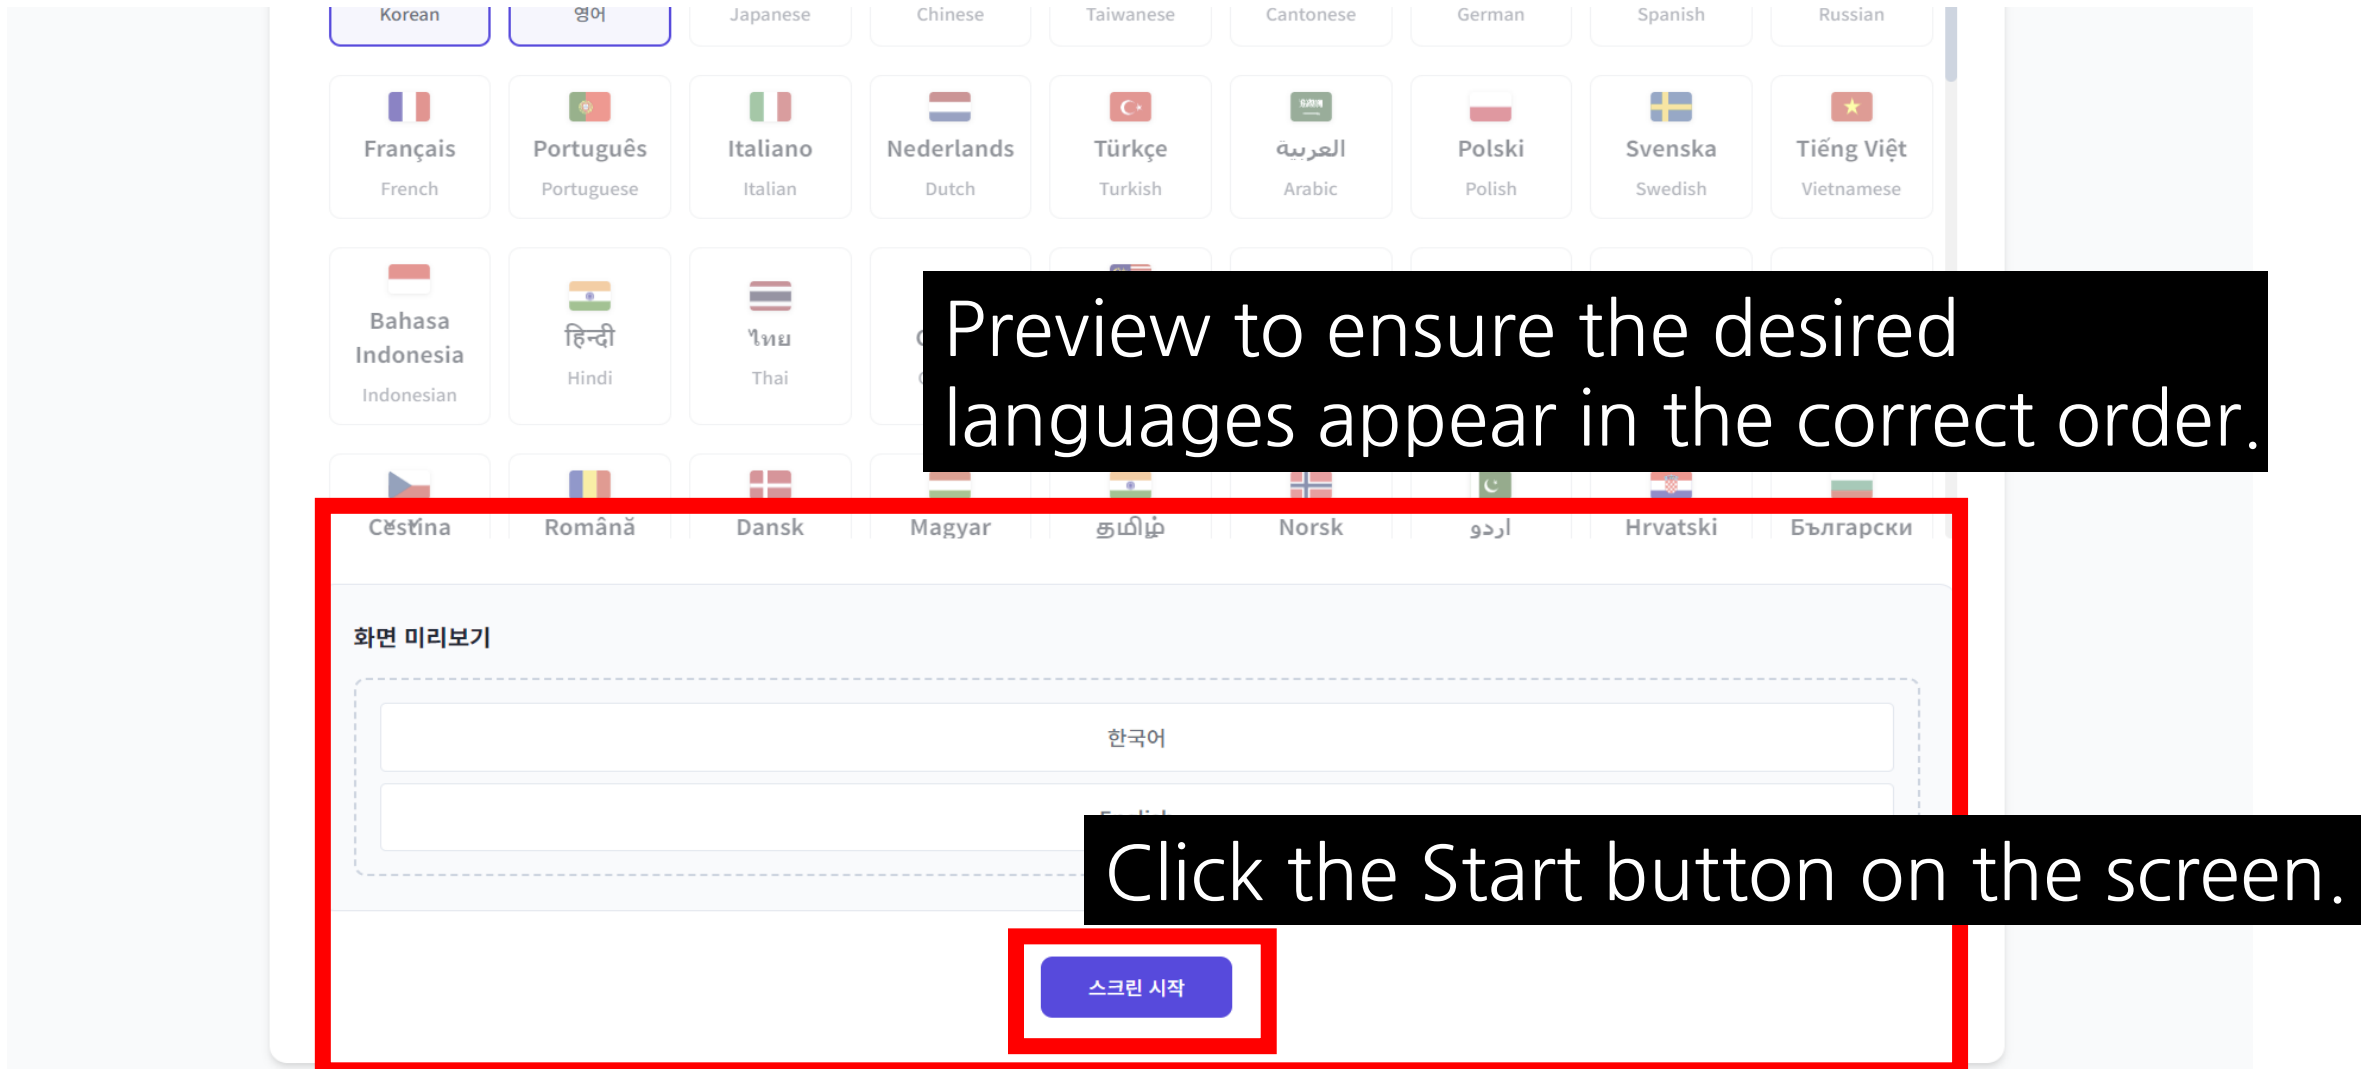 Korean
영어
Japanese
Chinese
Taiwanese
Cantonese
German
Spanish
Russian
Français
French
Português
Portuguese
Italiano
Italian
Nederlands
Dutch
Türkçe
Turkish
العربية
Arabic
Polski
Polish
Svenska
Swedish
Tiếng Việt
Vietnamese
Bahasa
Indonesia
Indonesian
हिन्दी
Hindi
ไทย
Thai
Preview to ensure the desired
languages appear in the correct order.
Čeština
Română
Dansk
Magyar
தமிழ்
Norsk
اردو
Hrvatski
Български
화면 미리보기
한국어
Click the Start button on the screen.
스크린 시작